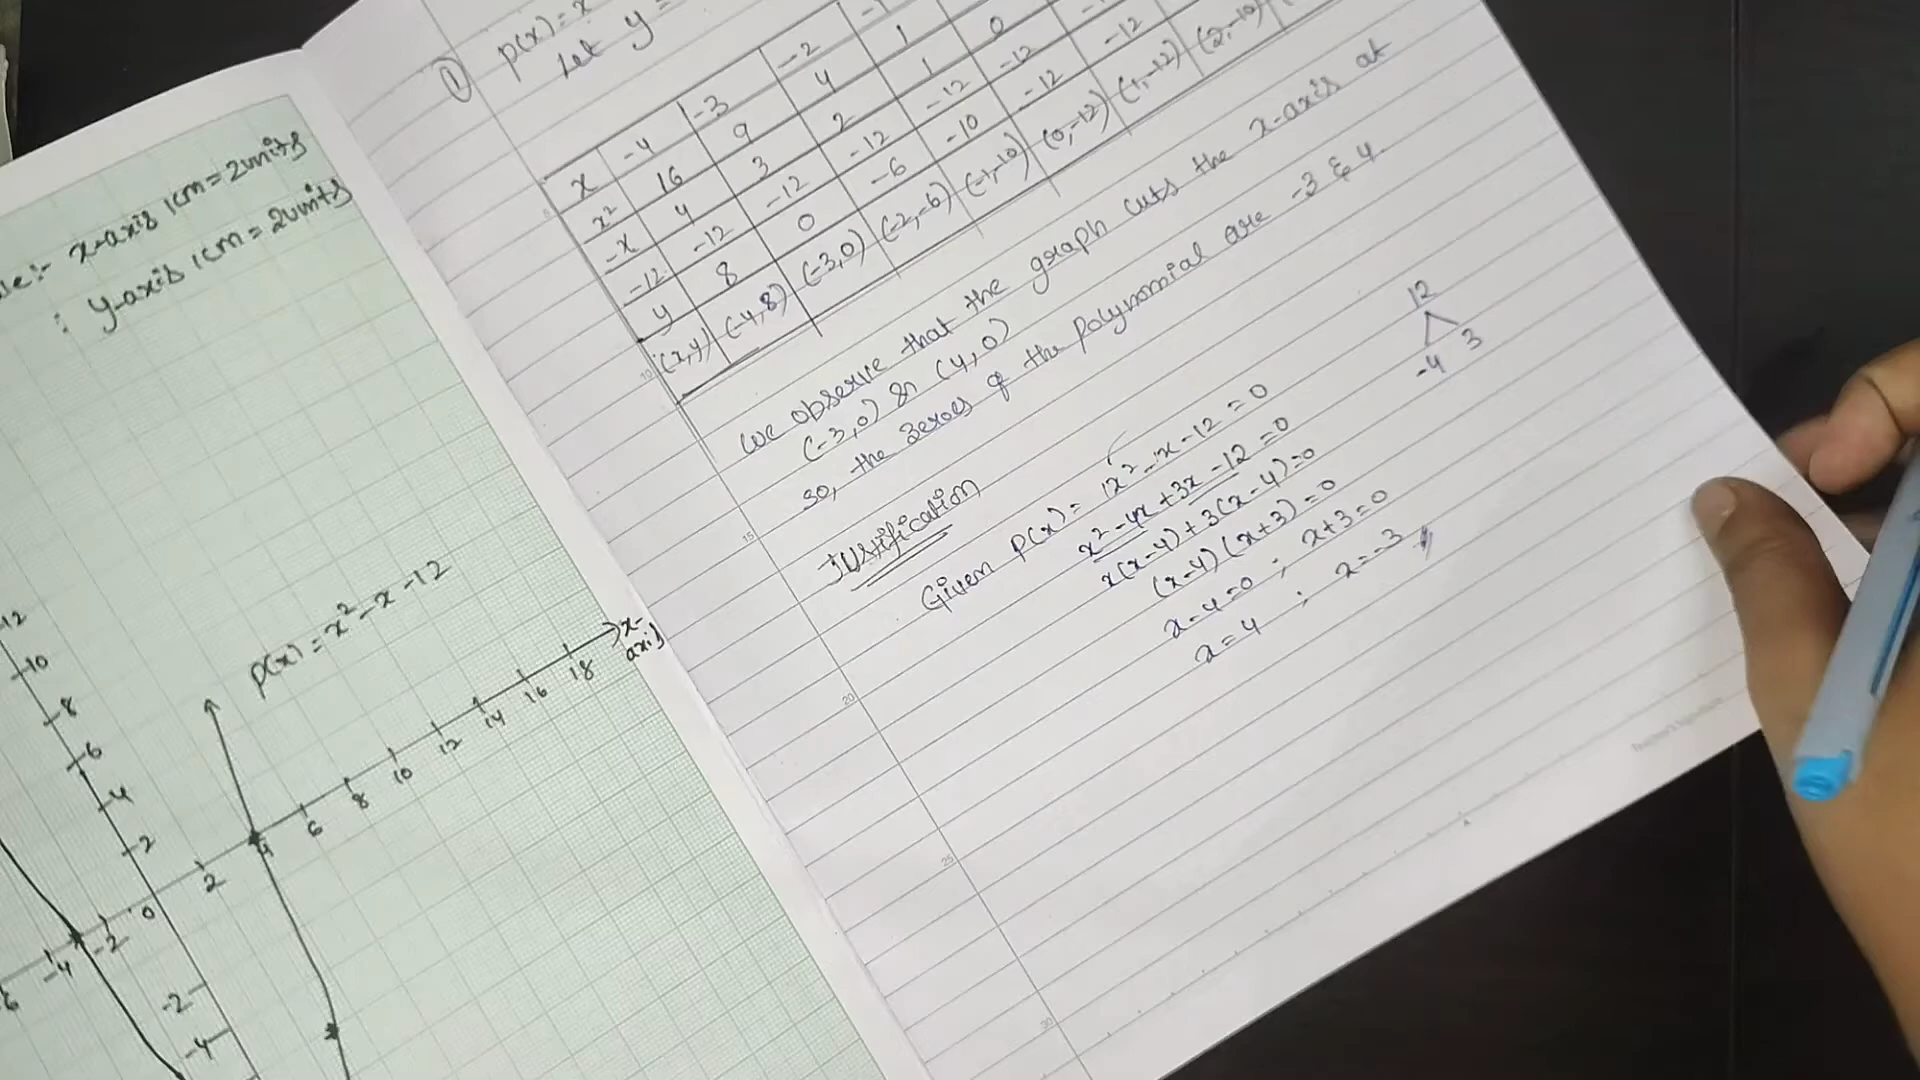 x-axis 1cm = 2units
: y-axis 1cm = 2units
p(x) = x² - x - 12
12
10
8
6
4
2
0
-2
-4
-6
-4
-2
2
4
6
8
10
12
14
16
18
x-axis
① p(x) = x
Let y =
x -4 -3 -2 -1 0
x² 16 9 4 1
-x 4 3 2 1
-12 -12 -12 -12 -12 -12 -12
y 8 0 -6 -10 -12 -12
(x,y) (-4,8) (-3,0) (-2,-6) (-1,-10) (0,-12) (1,-12) (2,-10)
We observe that the graph cuts the x-axis at
(-3,0) & (4,0)
so, the zeroes of the polynomial are -3 & 4.
Justification
12
-4 3
Given p(x) = 1x² - x - 12 = 0
x² - 4x + 3x - 12 = 0
x(x-4) + 3(x-4) = 0
(x-4)(x+3) = 0
x-4=0 ; x+3=0
x=4 ; x=-3